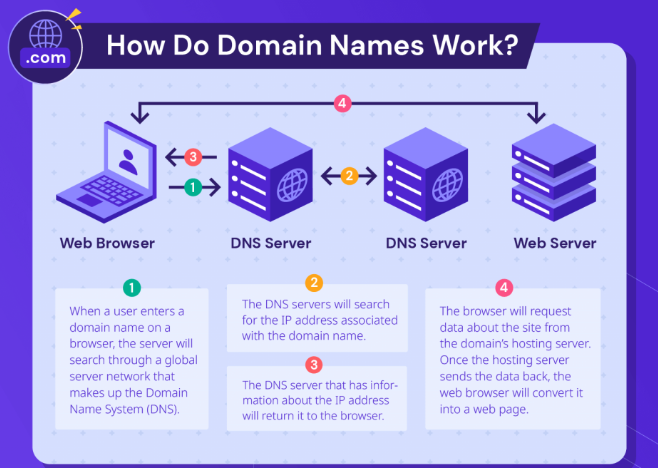 .com
How Do Domain Names Work?
4
3
1
2
Web Browser
DNS Server
DNS Server
Web Server
1
When a user enters a
domain name on a
browser, the server will
search through a global
server network that
makes up the Domain
Name System (DNS).
2
The DNS servers will search
for the IP address associated
with the domain name.
3
The DNS server that has infor-
mation about the IP address
will return it to the browser.
4
The browser will request
data about the site from
the domain's hosting server.
Once the hosting server
sends the data back, the
web browser will convert it
into a web page.